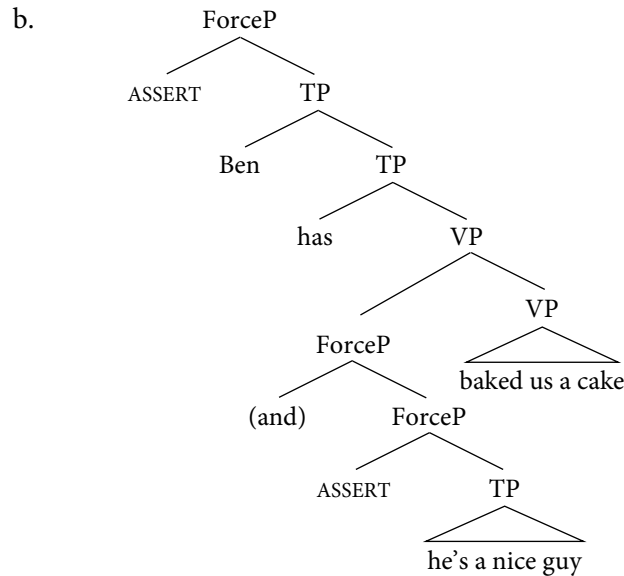 b. ForceP
ASSERT TP
Ben TP
has VP
VP
ForceP
baked us a cake
(and) ForceP
ASSERT TP
he's a nice guy